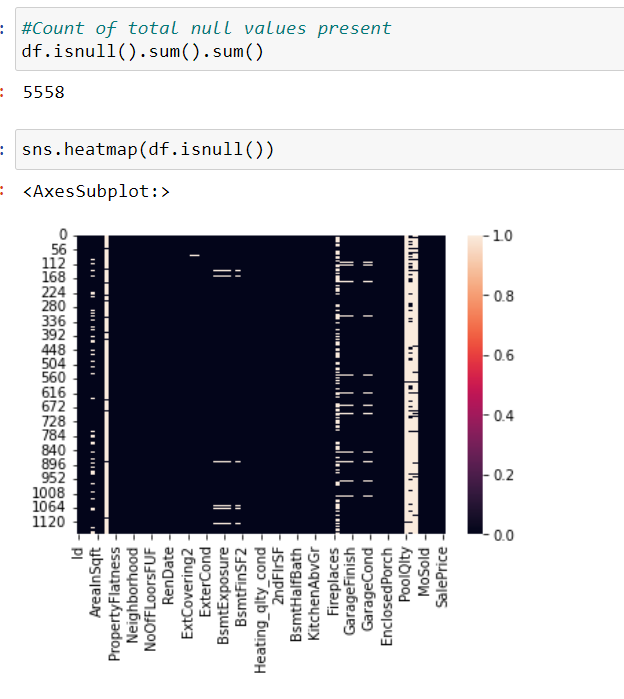 #Count of total null values present
df.isnull().sum().sum()
5558
sns.heatmap(df.isnull())
<AxesSubplot:>
0
56
112
168
224
280
336
392
448
504
560
616
672
728
784
840
896
952
1008
1064
1120
1.0
0.8
0.6
0.4
0.2
0.0
Id
AreaInSqft
PropertyFlatness
Neighborhood
NoOfFLoorsFUF
RenDate
ExtCovering2
ExterCond
BsmtExposure
BsmtFinSF2
Heating_qlty_cond
2ndFlrSF
BsmtHalfBath
KitchenAbvGr
Fireplaces
GarageFinish
GarageCond
EnclosedPorch
PoolQlty
MoSold
SalePrice